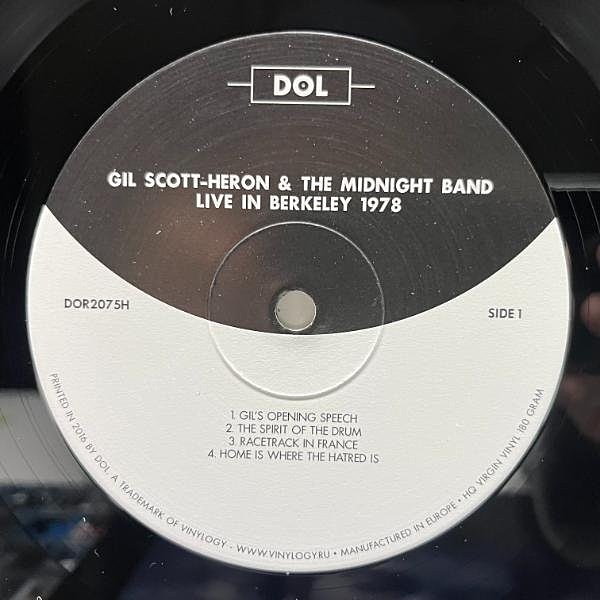 DOL
GIL SCOTT-HERON & THE MIDNIGHT BAND
LIVE IN BERKELEY 1978
DOR2075H
SIDE 1
1. GIL'S OPENING SPEECH
2. THE SPIRIT OF THE DRUM
3. RACETRACK IN FRANCE
4. HOME IS WHERE THE HATRED IS
PRINTED IN 2016 BY DOL, A TRADEMARK OF VINYLOGY - WWW.VINYLOGY.RU • MANUFACTURED IN EUROPE • HQ VIRGIN VINYL 180 GRAM